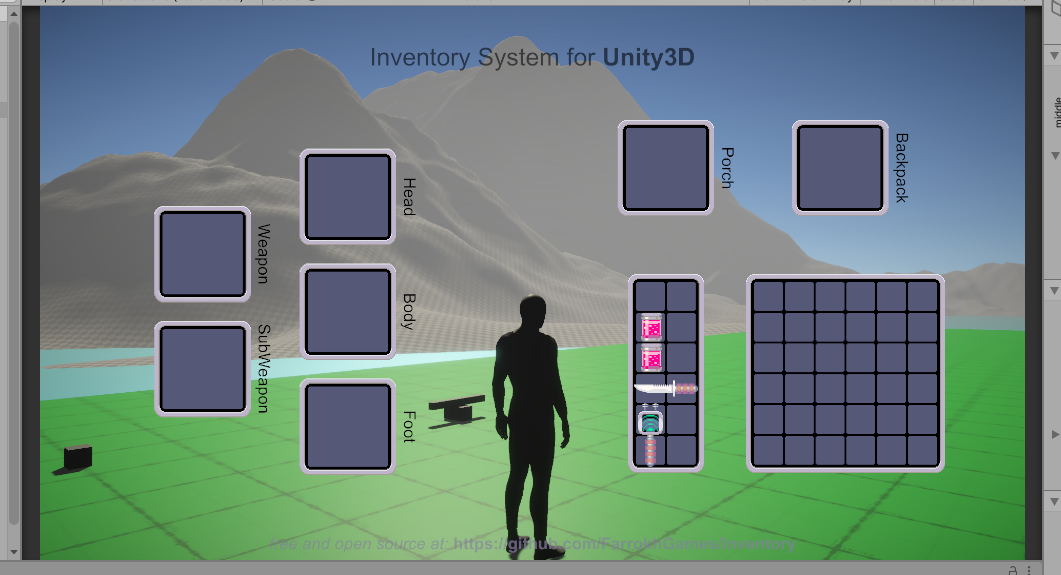 Inventory System for Unity3D
Porch
Backpack
Head
Weapon
Body
SubWeapon
Foot
free and open source at: https://github.com/FarrokhGames/Inventory